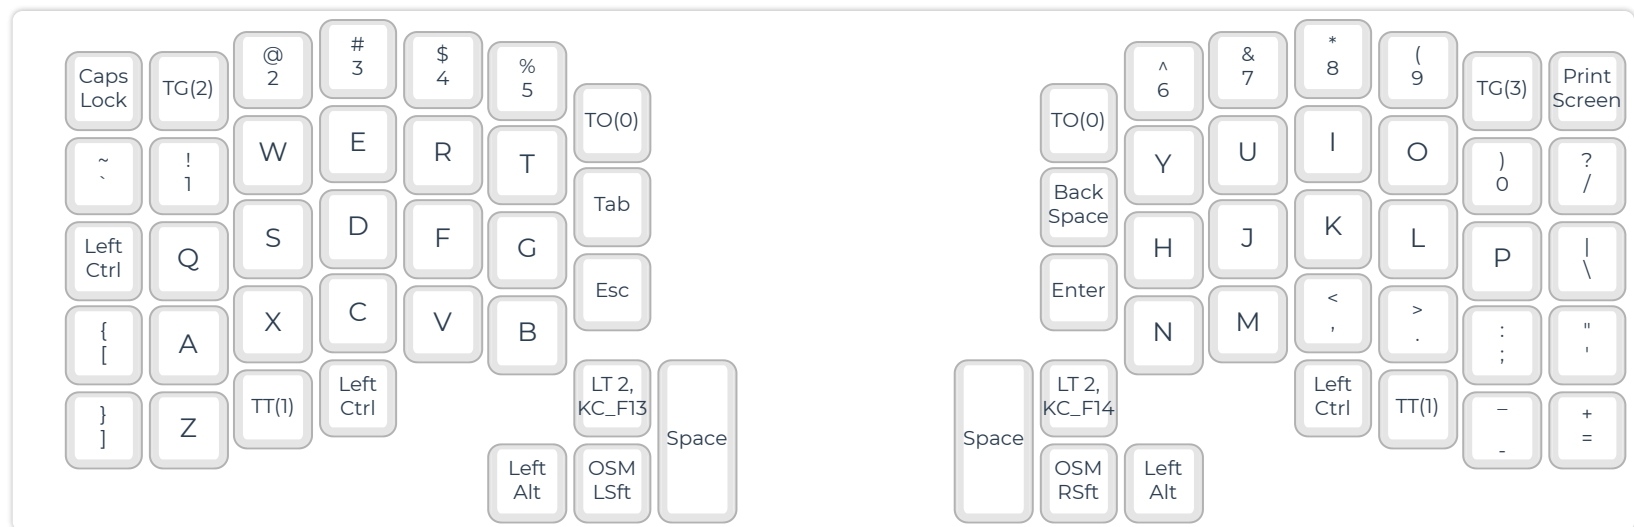 Caps
Lock
TG(2)
@
2
#
3
$
4
%
5
TO(0)
~
`
!
1
W
E
R
T
Tab
Left
Ctrl
Q
S
D
F
G
Esc
{
[
A
X
C
V
B
}
]
Z
TT(1)
Left
Ctrl
LT 2,
KC_F13
Space
Left
Alt
OSM
LSft
TO(0)
^
6
&
7
*
8
(
9
TG(3)
Print
Screen
Back
Space
Y
U
I
O
)
0
?
/
Enter
H
J
K
L
P
|
\
N
M
<
,
>
.
:
;
"
'
Space
LT 2,
KC_F14
Left
Ctrl
TT(1)
_
-
+
=
OSM
RSft
Left
Alt